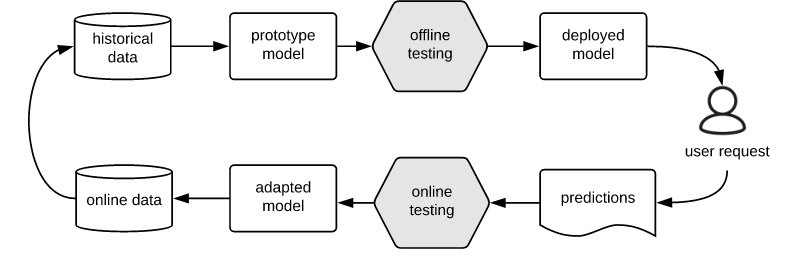 historical
data
prototype
model
offline
testing
deployed
model
user request
predictions
online
testing
adapted
model
online data